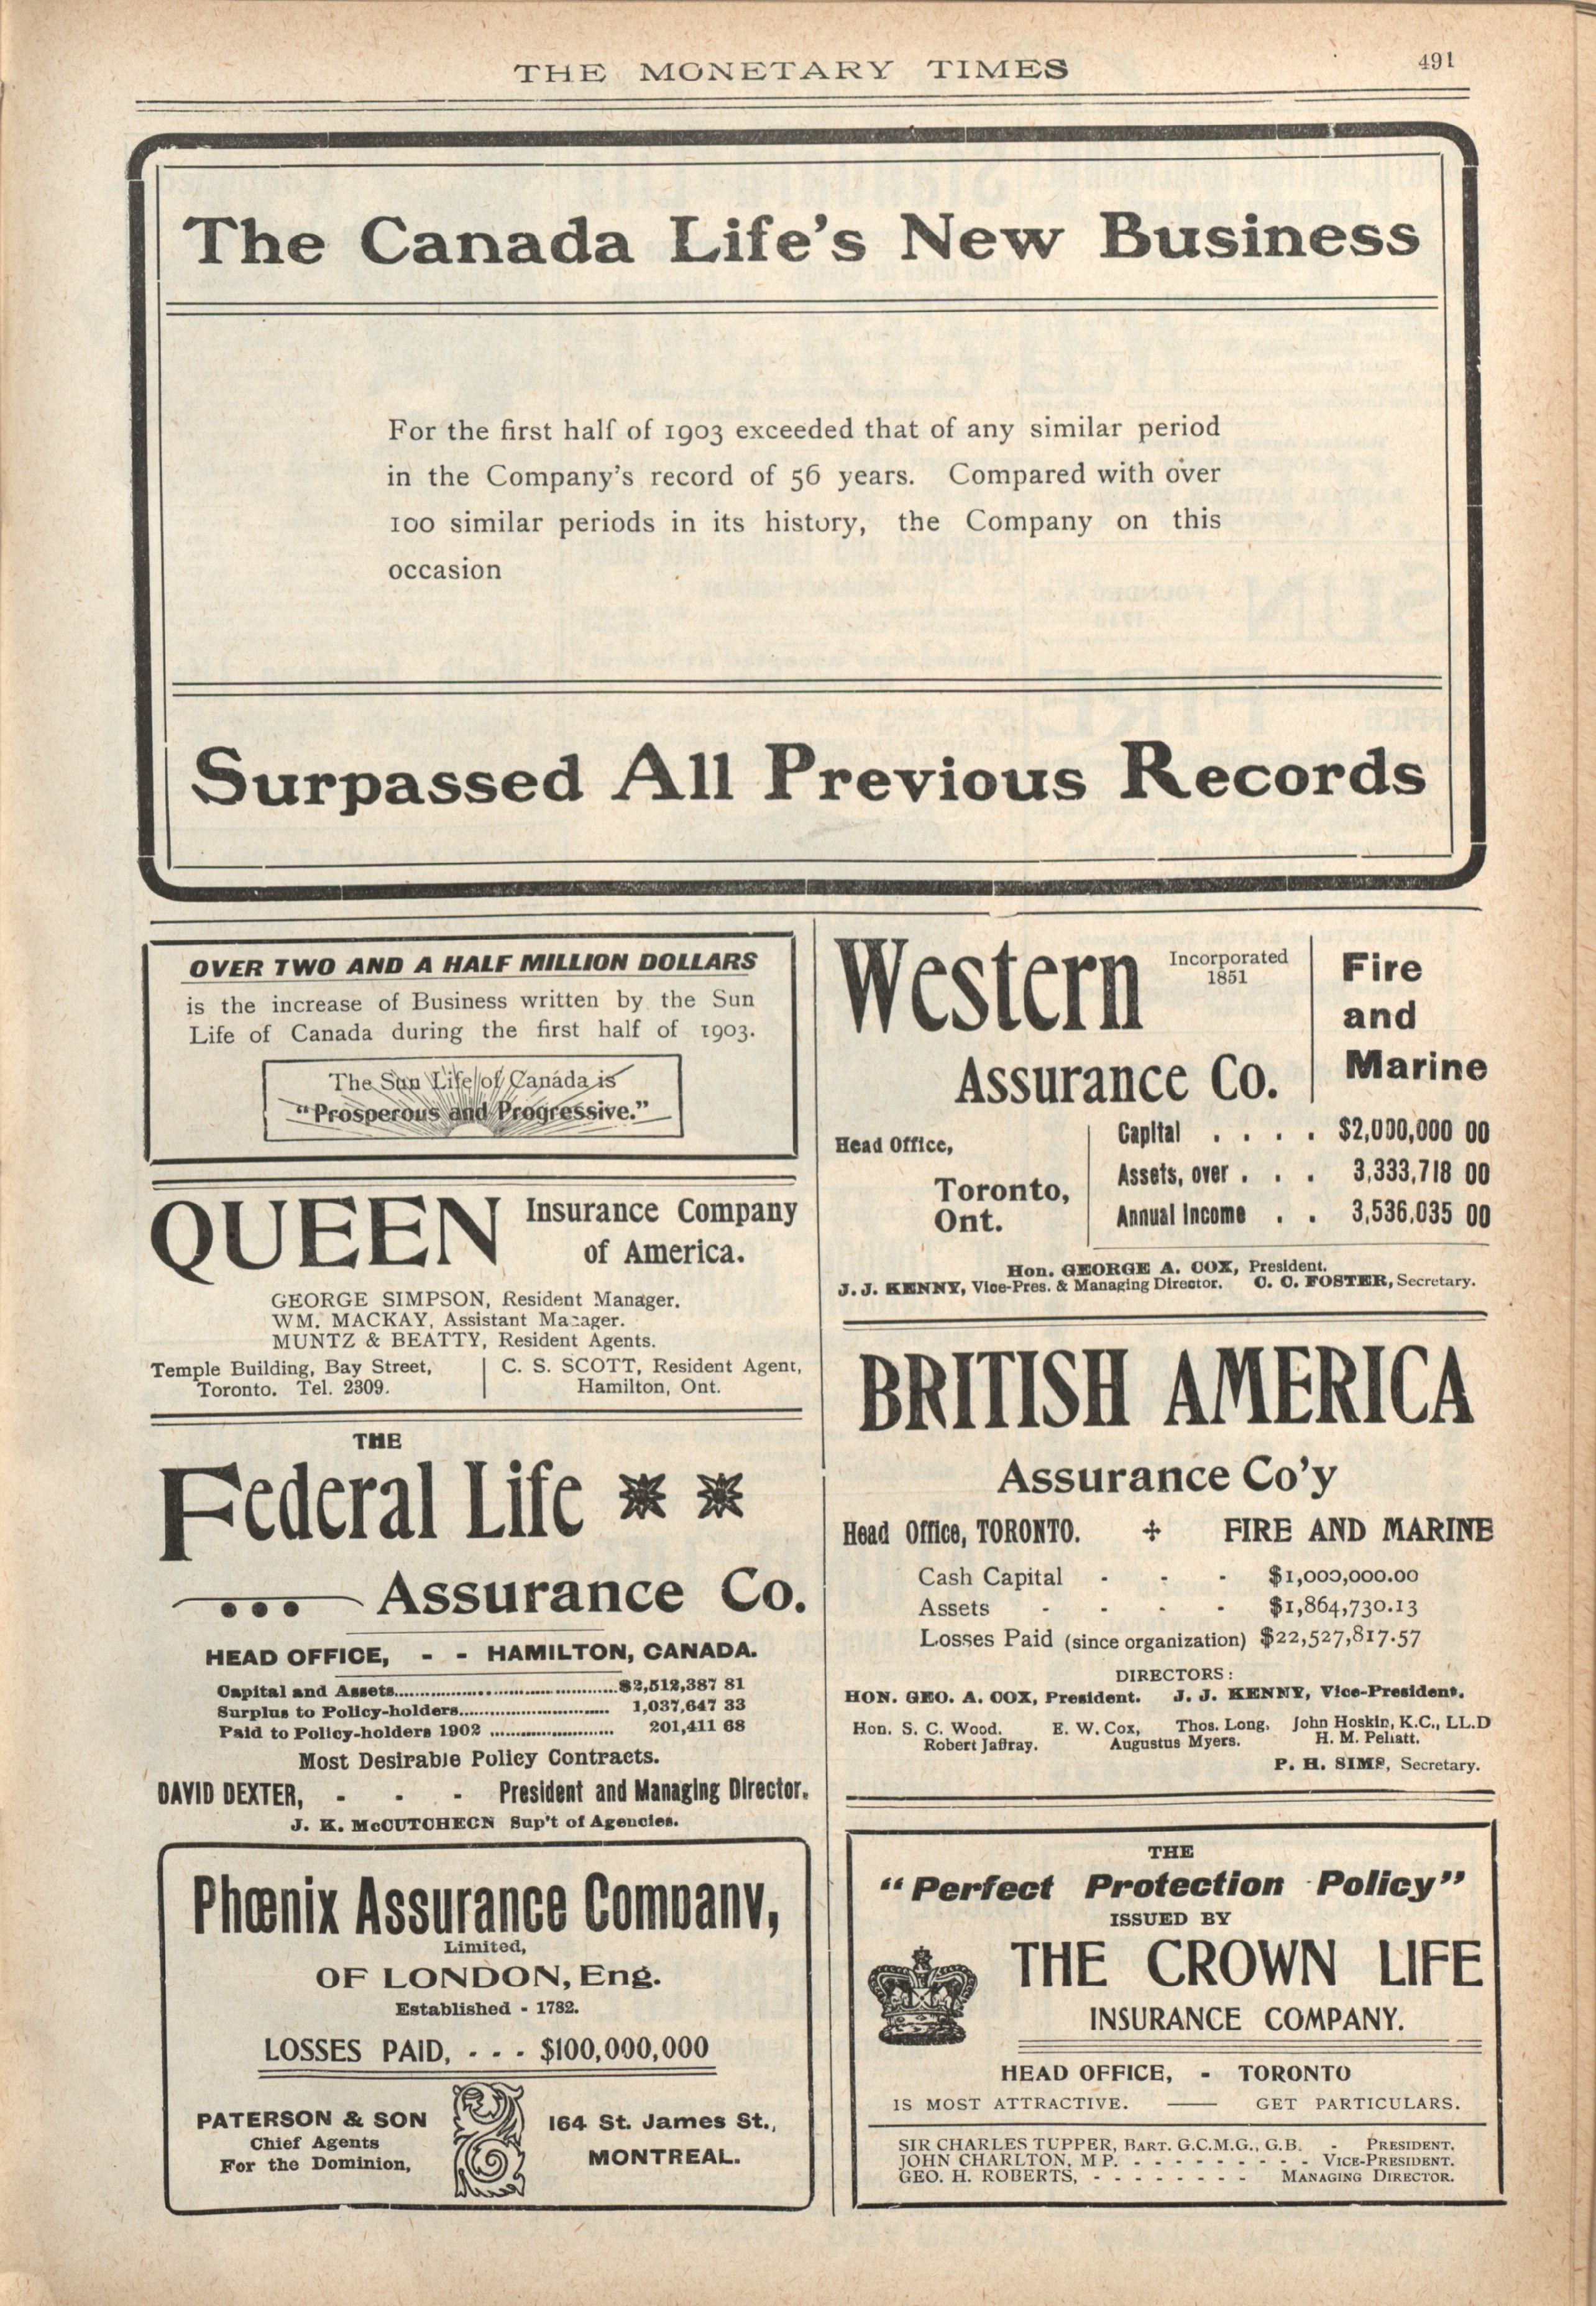 THE MONETARY TIMES
491
The Canada Life's New Business
For the first half of 1903 exceeded that of any similar period
in the Company's record of 56 years. Compared with over
100 similar periods in its history, the Company on this
occasion
Surpassed All Previous Records
OVER TWO AND A HALF MILLION DOLLARS
is the increase of Business written by the Sun
Life of Canada during the first half of 1903.
The Sun Life of Canada is
"Prosperous and Progressive."
QUEEN Insurance Company
of America.
GEORGE SIMPSON, Resident Manager.
WM. MACKAY, Assistant Manager.
MUNTZ & BEATTY, Resident Agents.
Temple Building, Bay Street,
Toronto. Tel. 2309.
C. S. SCOTT, Resident Agent,
Hamilton, Ont.
THE
Federal Life
Assurance Co.
HEAD OFFICE, - - HAMILTON, CANADA.
Capital and Assets........................................$2,512,387 81
Surplus to Policy-holders............................ 1,037,647 33
Paid to Policy-holders 1902 ....................... 201,411 68
Most Desirable Policy Contracts.
DAVID DEXTER, - - - President and Managing Director.
J. K. McCUTCHECN Sup't of Agencies.
Phœnix Assurance Company,
Limited,
OF LONDON, Eng.
Established - 1782.
LOSSES PAID, - - - $100,000,000
PATERSON & SON
Chief Agents
For the Dominion,
164 St. James St.,
MONTREAL.
Western
Incorporated
1851
Assurance Co.
Fire
and
Marine
Head Office,
Toronto,
Ont.
Capital . . . . $2,000,000 00
Assets, over . . . 3,333,718 00
Annual Income . . 3,536,035 00
Hon. GEORGE A. COX, President.
J. J. KENNY, Vice-Pres. & Managing Director. C. C. FOSTER, Secretary.
BRITISH AMERICA
Assurance Co'y
Head Office, TORONTO. ✢ FIRE AND MARINE
Cash Capital - - - $1,000,000.00
Assets - - - - $1,864,730.13
Losses Paid (since organization) $22,527,817.57
DIRECTORS:
HON. GEO. A. COX, President. J. J. KENNY, Vice-President.
Hon. S. C. Wood. E. W. Cox, Thos. Long. John Hoskin, K.C., LL.D
Robert Jaffray. Augustus Myers. H. M. Pellatt.
P. H. SIMS, Secretary.
THE
"Perfect Protection Policy"
ISSUED BY
THE CROWN LIFE
INSURANCE COMPANY.
HEAD OFFICE, - TORONTO
IS MOST ATTRACTIVE. —— GET PARTICULARS.
SIR CHARLES TUPPER, BART. G.C.M.G., G.B. - PRESIDENT.
JOHN CHARLTON, M P. - - - - - - - - - VICE-PRESIDENT.
GEO. H. ROBERTS, - - - - - - - - MANAGING DIRECTOR.